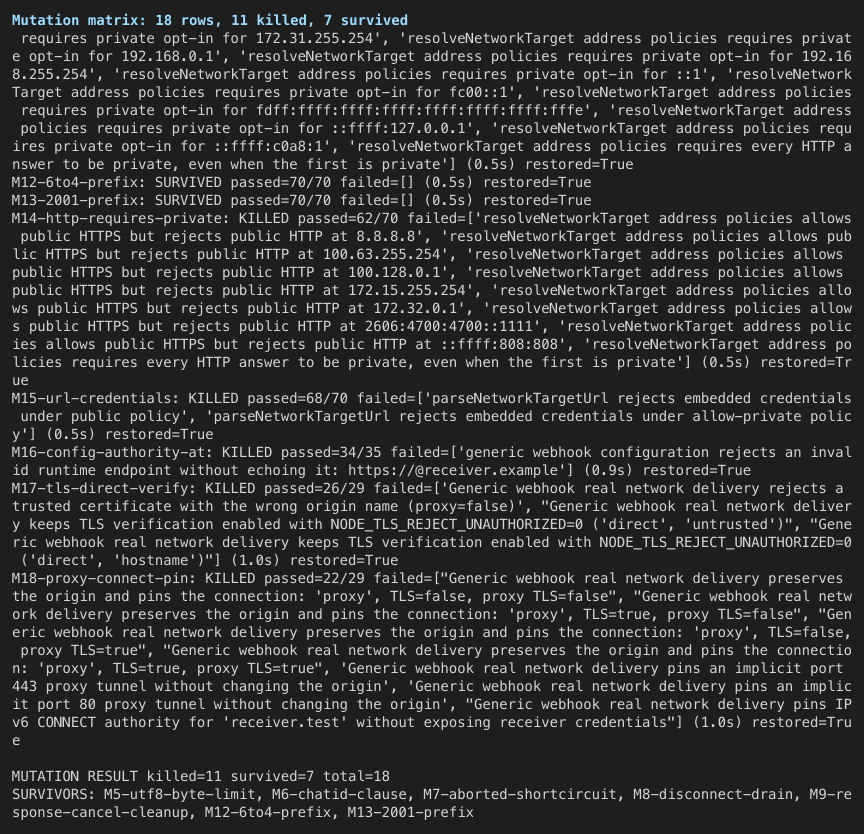 Mutation matrix: 18 rows, 11 killed, 7 survived
 requires private opt-in for 172.31.255.254', 'resolveNetworkTarget address policies requires privat
e opt-in for 192.168.0.1', 'resolveNetworkTarget address policies requires private opt-in for 192.16
8.255.254', 'resolveNetworkTarget address policies requires private opt-in for ::1', 'resolveNetwork
Target address policies requires private opt-in for fc00::1', 'resolveNetworkTarget address policies
 requires private opt-in for fdff:ffff:ffff:ffff:ffff:ffff:ffff:fffe', 'resolveNetworkTarget address
 policies requires private opt-in for ::ffff:127.0.0.1', 'resolveNetworkTarget address policies requ
ires private opt-in for ::ffff:c0a8:1', 'resolveNetworkTarget address policies requires every HTTP a
nswer to be private, even when the first is private'] (0.5s) restored=True
M12-6to4-prefix: SURVIVED passed=70/70 failed=[] (0.5s) restored=True
M13-2001-prefix: SURVIVED passed=70/70 failed=[] (0.5s) restored=True
M14-http-requires-private: KILLED passed=62/70 failed=['resolveNetworkTarget address policies allows
 public HTTPS but rejects public HTTP at 8.8.8.8', 'resolveNetworkTarget address policies allows pub
lic HTTPS but rejects public HTTP at 100.63.255.254', 'resolveNetworkTarget address policies allows
public HTTPS but rejects public HTTP at 100.128.0.1', 'resolveNetworkTarget address policies allows
public HTTPS but rejects public HTTP at 172.15.255.254', 'resolveNetworkTarget address policies allo
ws public HTTPS but rejects public HTTP at 172.32.0.1', 'resolveNetworkTarget address policies allow
s public HTTPS but rejects public HTTP at 2606:4700:4700::1111', 'resolveNetworkTarget address polic
ies allows public HTTPS but rejects public HTTP at ::ffff:808:808', 'resolveNetworkTarget address po
licies requires every HTTP answer to be private, even when the first is private'] (0.5s) restored=Tr
ue
M15-url-credentials: KILLED passed=68/70 failed=['parseNetworkTargetUrl rejects embedded credentials
 under public policy', 'parseNetworkTargetUrl rejects embedded credentials under allow-private polic
y'] (0.5s) restored=True
M16-config-authority-at: KILLED passed=34/35 failed=['generic webhook configuration rejects an inval
id runtime endpoint without echoing it: https://@receiver.example'] (0.9s) restored=True
M17-tls-direct-verify: KILLED passed=26/29 failed=['Generic webhook real network delivery rejects a
trusted certificate with the wrong origin name (proxy=false)', "Generic webhook real network deliver
y keeps TLS verification enabled with NODE_TLS_REJECT_UNAUTHORIZED=0 ('direct', 'untrusted')", "Gene
ric webhook real network delivery keeps TLS verification enabled with NODE_TLS_REJECT_UNAUTHORIZED=0
 ('direct', 'hostname')"] (1.0s) restored=True
M18-proxy-connect-pin: KILLED passed=22/29 failed=["Generic webhook real network delivery preserves
the origin and pins the connection: 'proxy', TLS=false, proxy TLS=false", "Generic webhook real netw
ork delivery preserves the origin and pins the connection: 'proxy', TLS=true, proxy TLS=false", "Gen
eric webhook real network delivery preserves the origin and pins the connection: 'proxy', TLS=false,
 proxy TLS=true", "Generic webhook real network delivery preserves the origin and pins the connectio
n: 'proxy', TLS=true, proxy TLS=true", 'Generic webhook real network delivery pins an implicit port
443 proxy tunnel without changing the origin', 'Generic webhook real network delivery pins an implic
it port 80 proxy tunnel without changing the origin', "Generic webhook real network delivery pins IP
v6 CONNECT authority for 'receiver.test' without exposing receiver credentials"] (1.0s) restored=Tru
e

MUTATION RESULT killed=11 survived=7 total=18
SURVIVORS: M5-utf8-byte-limit, M6-chatid-clause, M7-aborted-shortcircuit, M8-disconnect-drain, M9-re
sponse-cancel-cleanup, M12-6to4-prefix, M13-2001-prefix